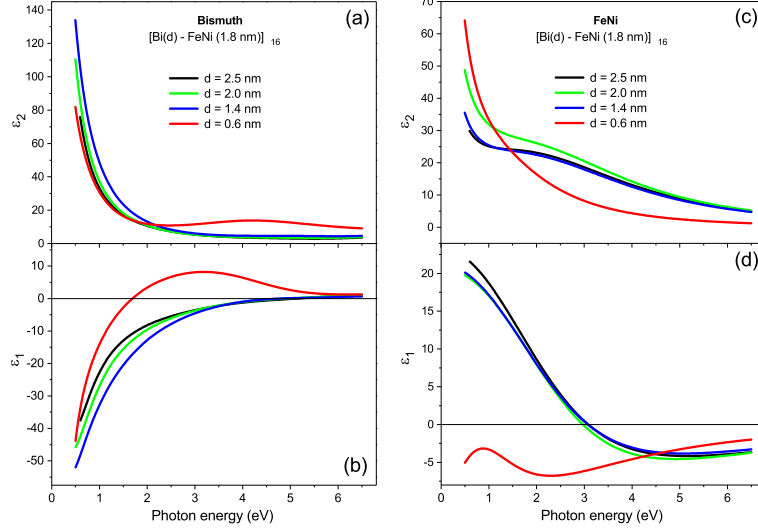 (a)
Bismuth
[Bi(d) - FeNi (1.8 nm)] 16
d = 2.5 nm
d = 2.0 nm
d = 1.4 nm
d = 0.6 nm
ε2
140
120
100
80
60
40
20
0
(b)
ε1
10
0
-10
-20
-30
-40
-50
0 1 2 3 4 5 6
Photon energy (eV)
(c)
FeNi
[Bi(d) - FeNi (1.8 nm)] 16
d = 2.5 nm
d = 2.0 nm
d = 1.4 nm
d = 0.6 nm
ε2
70
60
50
40
30
20
10
0
(d)
ε1
20
15
10
5
0
-5
0 1 2 3 4 5 6
Photon energy (eV)